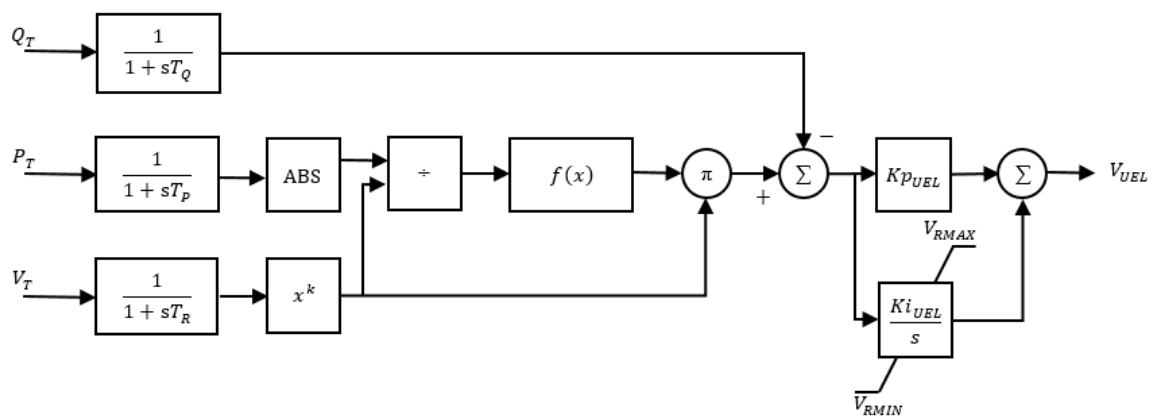 Q_T
1
1 + sT_Q
P_T
1
1 + sT_P
ABS
÷
f(x)
π
+
−
Σ
Kp_UEL
Σ
V_UEL
V_RMAX
V_T
1
1 + sT_R
x^k
Ki_UEL
s
V_RMIN